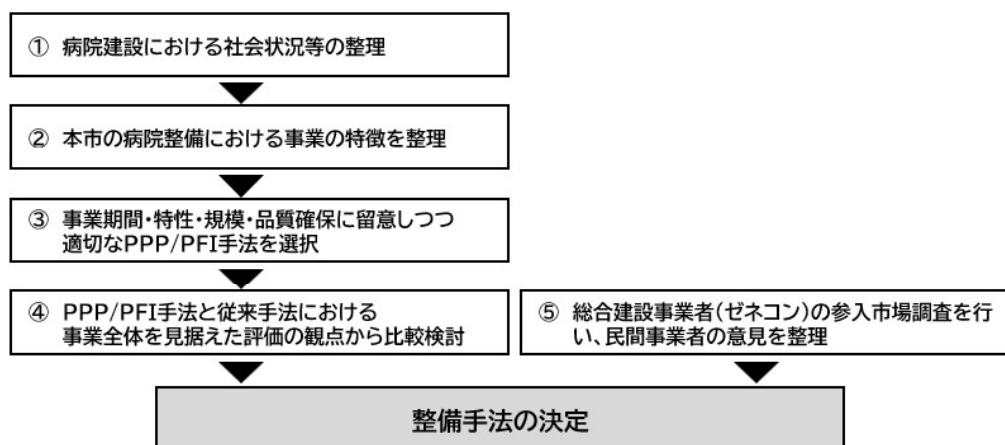 ① 病院建設における社会状況等の整理
② 本市の病院整備における事業の特徴を整理
③ 事業期間・特性・規模・品質確保に留意しつつ
適切なPPP/PFI手法を選択
④ PPP/PFI手法と従来手法における
事業全体を見据えた評価の観点から比較検討
⑤ 総合建設事業者(ゼネコン)の参入市場調査を行
い、民間事業者の意見を整理
整備手法の決定